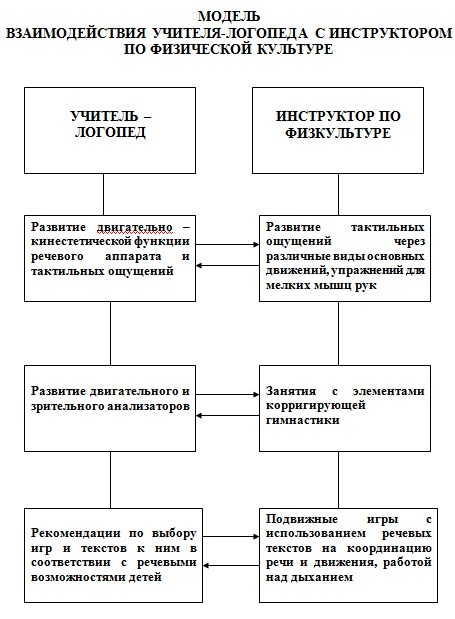 МОДЕЛЬ
ВЗАИМОДЕЙСТВИЯ УЧИТЕЛЯ-ЛОГОПЕДА С ИНСТРУКТОРОМ
ПО ФИЗИЧЕСКОЙ КУЛЬТУРЕ
УЧИТЕЛЬ –
ЛОГОПЕД
ИНСТРУКТОР ПО
ФИЗКУЛЬТУРЕ
Развитие двигательно –
кинестетической функции
речевого аппарата и
тактильных ощущений
Развитие тактильных
ощущений через
различные виды основных
движений, упражнений для
мелких мышц рук
Развитие двигательного и
зрительного анализаторов
Занятия с элементами
корригирующей
гимнастики
Рекомендации по выбору
игр и текстов к ним в
соответствии с речевыми
возможностями детей
Подвижные игры с
использованием речевых
текстов на координацию
речи и движения, работой
над дыханием